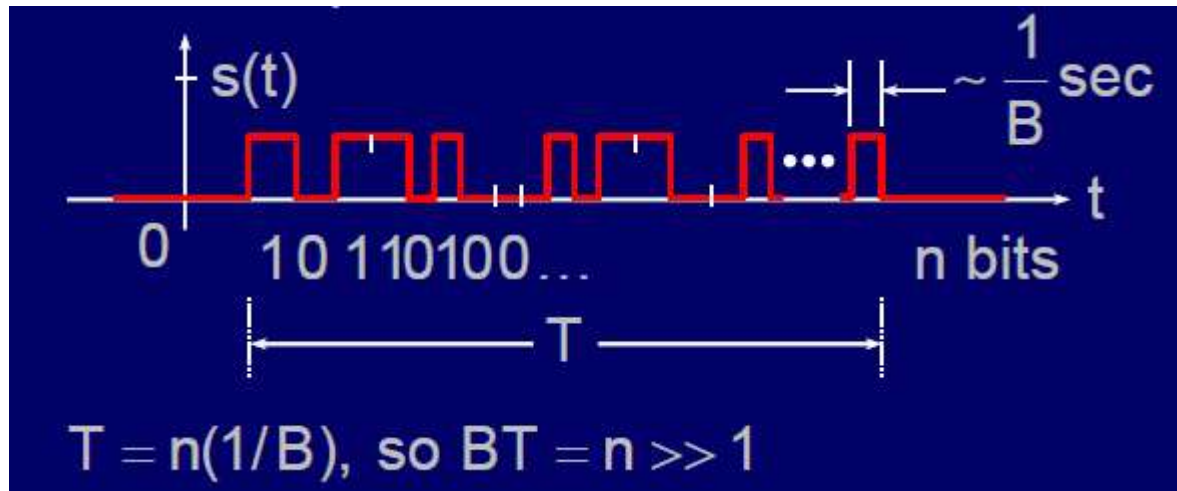 s(t)
~ 1/B sec
t
0
1 0 1 1 0 1 0 0 ...
n bits
T
T = n(1/B), so BT = n >> 1